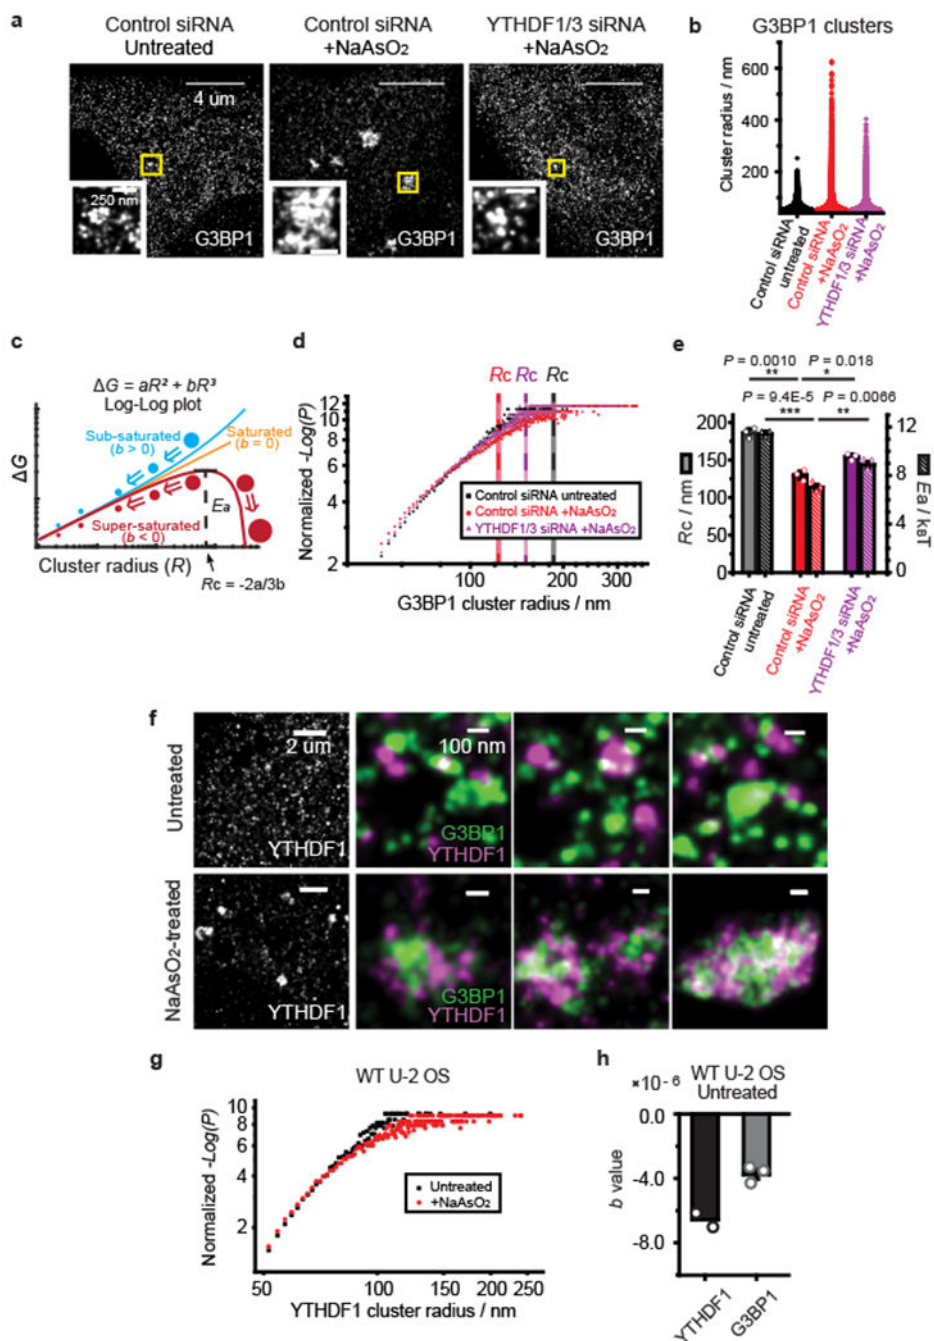 a
Control siRNA
Untreated
Control siRNA
+NaAsO2
YTHDF1/3 siRNA
+NaAsO2
4 um
250 nm
G3BP1
G3BP1
G3BP1
b
G3BP1 clusters
Cluster radius / nm
600
400
200
Control siRNA
untreated
Control siRNA
+NaAsO2
YTHDF1/3 siRNA
+NaAsO2
c
ΔG = aR² + bR³
Log-Log plot
Sub-saturated
(b > 0)
Saturated
(b = 0)
Super-saturated
(b < 0)
Ea
ΔG
Cluster radius (R)
Rc = -2a/3b
d
Rc Rc Rc
Normalized -Log(P)
12
10
8
6
4
2
Control siRNA untreated
Control siRNA +NaAsO2
YTHDF1/3 siRNA +NaAsO2
100 200 300
G3BP1 cluster radius / nm
e
P = 0.0010 P = 0.018
** *
P = 9.4E-5 P = 0.0066
*** **
Rc / nm
200
150
100
50
0
12
8
4
0
Ea / kBT
Control siRNA
untreated
Control siRNA
+NaAsO2
YTHDF1/3 siRNA
+NaAsO2
f
Untreated
2 um
YTHDF1
100 nm
G3BP1
YTHDF1
NaAsO2-treated
YTHDF1
G3BP1
YTHDF1
g
WT U-2 OS
Normalized -Log(P)
10
8
6
4
2
Untreated
+NaAsO2
50 100 150 200 250
YTHDF1 cluster radius / nm
h
WT U-2 OS
Untreated
×10-6
b value
0.0
-4.0
-8.0
YTHDF1
G3BP1